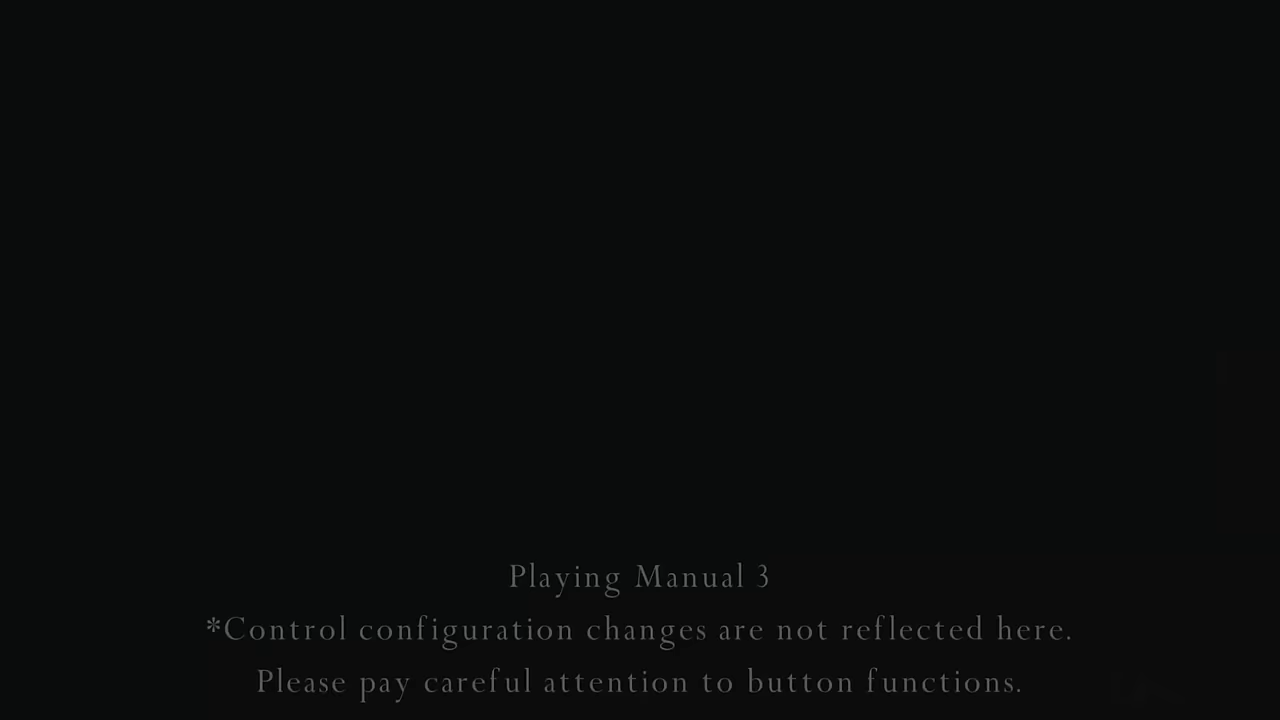 Playing Manual 3
*Control configuration changes are not reflected here.
Please pay careful attention to button functions.